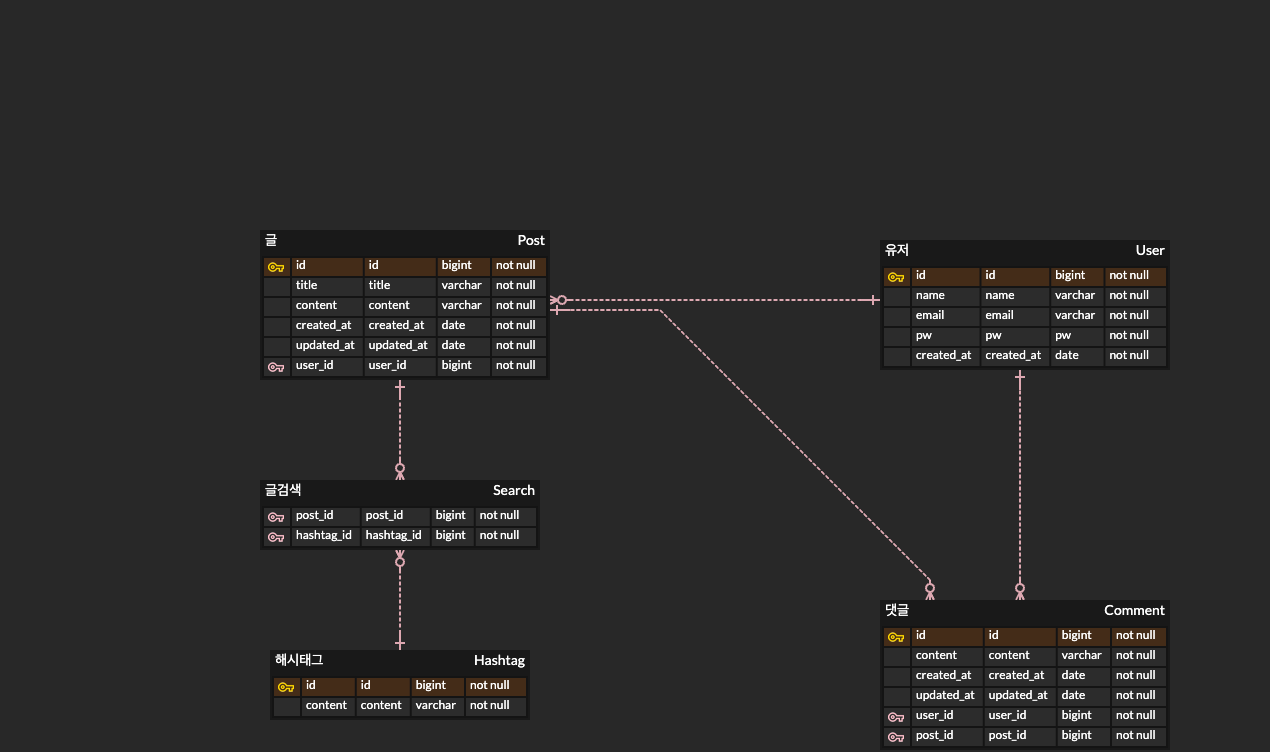 글 Post
id id bigint not null
title title varchar not null
content content varchar not null
created_at created_at date not null
updated_at updated_at date not null
user_id user_id bigint not null
유저 User
id id bigint not null
name name varchar not null
email email varchar not null
pw pw pw not null
created_at created_at date not null
글검색 Search
post_id post_id bigint not null
hashtag_id hashtag_id bigint not null
해시태그 Hashtag
id id bigint not null
content content varchar not null
댓글 Comment
id id bigint not null
content content varchar not null
created_at created_at date not null
updated_at updated_at date not null
user_id user_id bigint not null
post_id post_id bigint not null